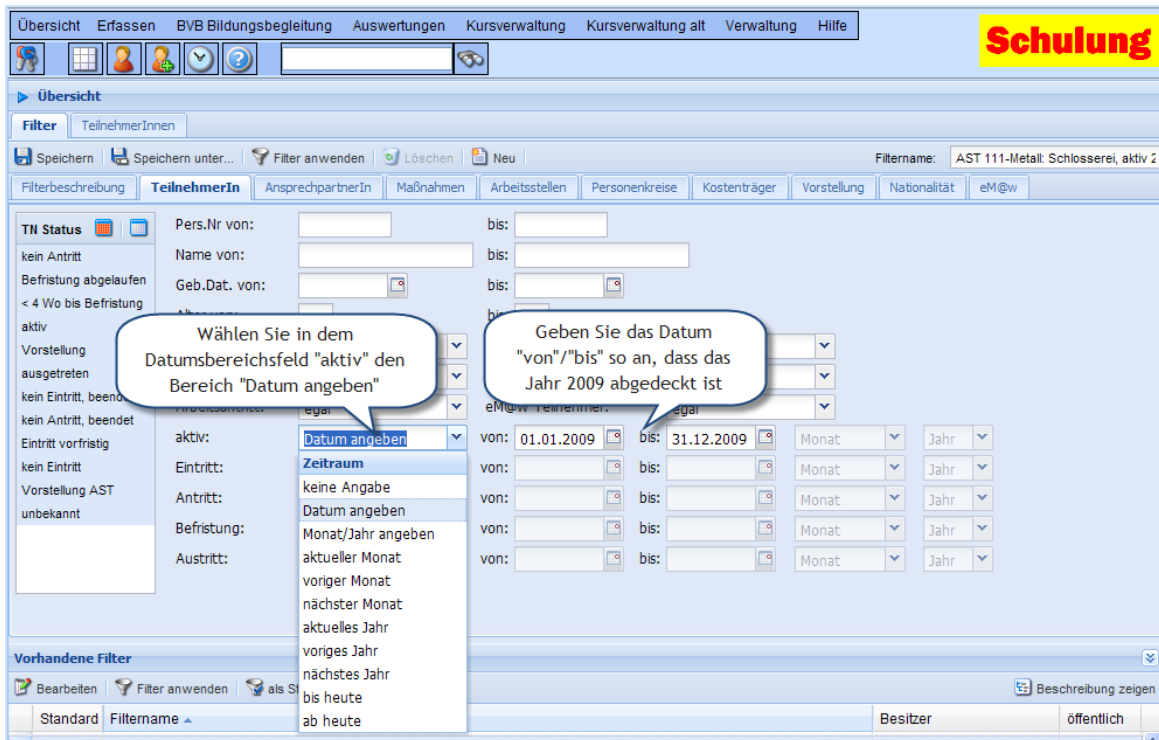 Übersicht Erfassen BVB Bildungsbegleitung Auswertungen Kursverwaltung Kursverwaltung alt Verwaltung Hilfe
Schulung
Übersicht
Filter TeilnehmerInnen
Speichern Speichern unter... Filter anwenden Löschen Neu Filtername: AST 111-Metall: Schlosserei, aktiv 2
Filterbeschreibung TeilnehmerIn AnsprechpartnerIn Maßnahmen Arbeitsstellen Personenkreise Kostenträger Vorstellung Nationalität eM@w
TN Status
kein Antritt
Befristung abgelaufen
< 4 Wo bis Befristung
aktiv
Vorstellung
ausgetreten
kein Eintritt, beend
kein Antritt, beendet
Eintritt vorfristig
kein Eintritt
Vorstellung AST
unbekannt
Pers.Nr von: bis:
Name von: bis:
Geb.Dat. von: bis:
Wählen Sie in dem
Datumsbereichsfeld "aktiv" den
Bereich "Datum angeben"
Geben Sie das Datum
"von"/"bis" so an, dass das
Jahr 2009 abgedeckt ist
egal eM@w Teilnehmer: egal
aktiv: Datum angeben von: 01.01.2009 bis: 31.12.2009 Monat Jahr
Eintritt: von: bis: Monat Jahr
Antritt: von: bis: Monat Jahr
Befristung: von: bis: Monat Jahr
Austritt: von: bis: Monat Jahr
Zeitraum
keine Angabe
Datum angeben
Monat/Jahr angeben
aktueller Monat
voriger Monat
nächster Monat
aktuelles Jahr
voriges Jahr
nächstes Jahr
bis heute
ab heute
Vorhandene Filter
Bearbeiten Filter anwenden als St Beschreibung zeigen
Standard Filtername Besitzer öffentlich